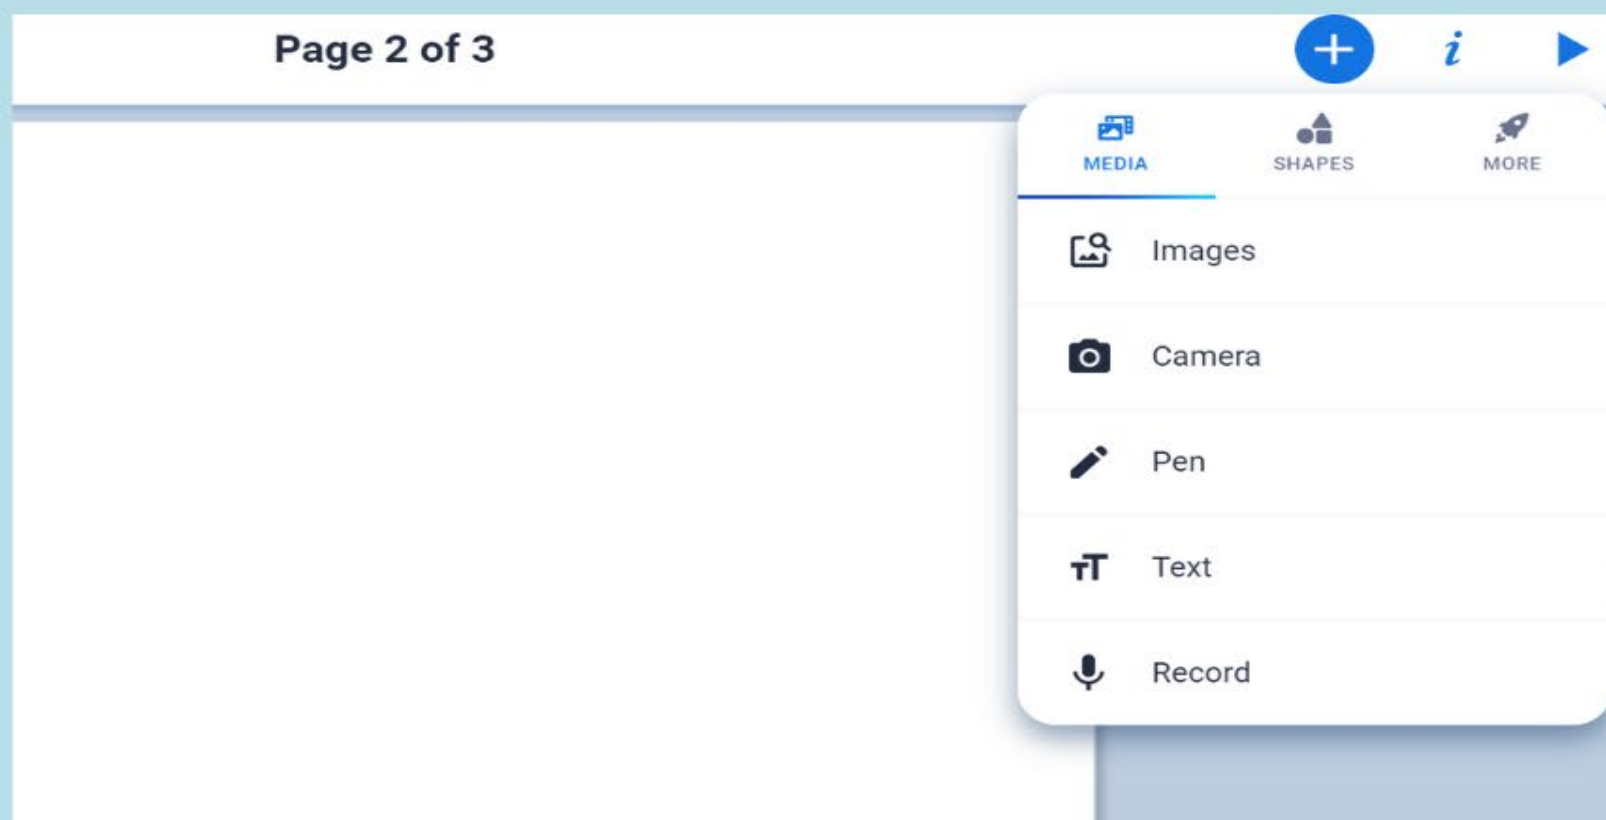 Page 2 of 3
MEDIA SHAPES MORE
Images
Camera
Pen
Text
Record